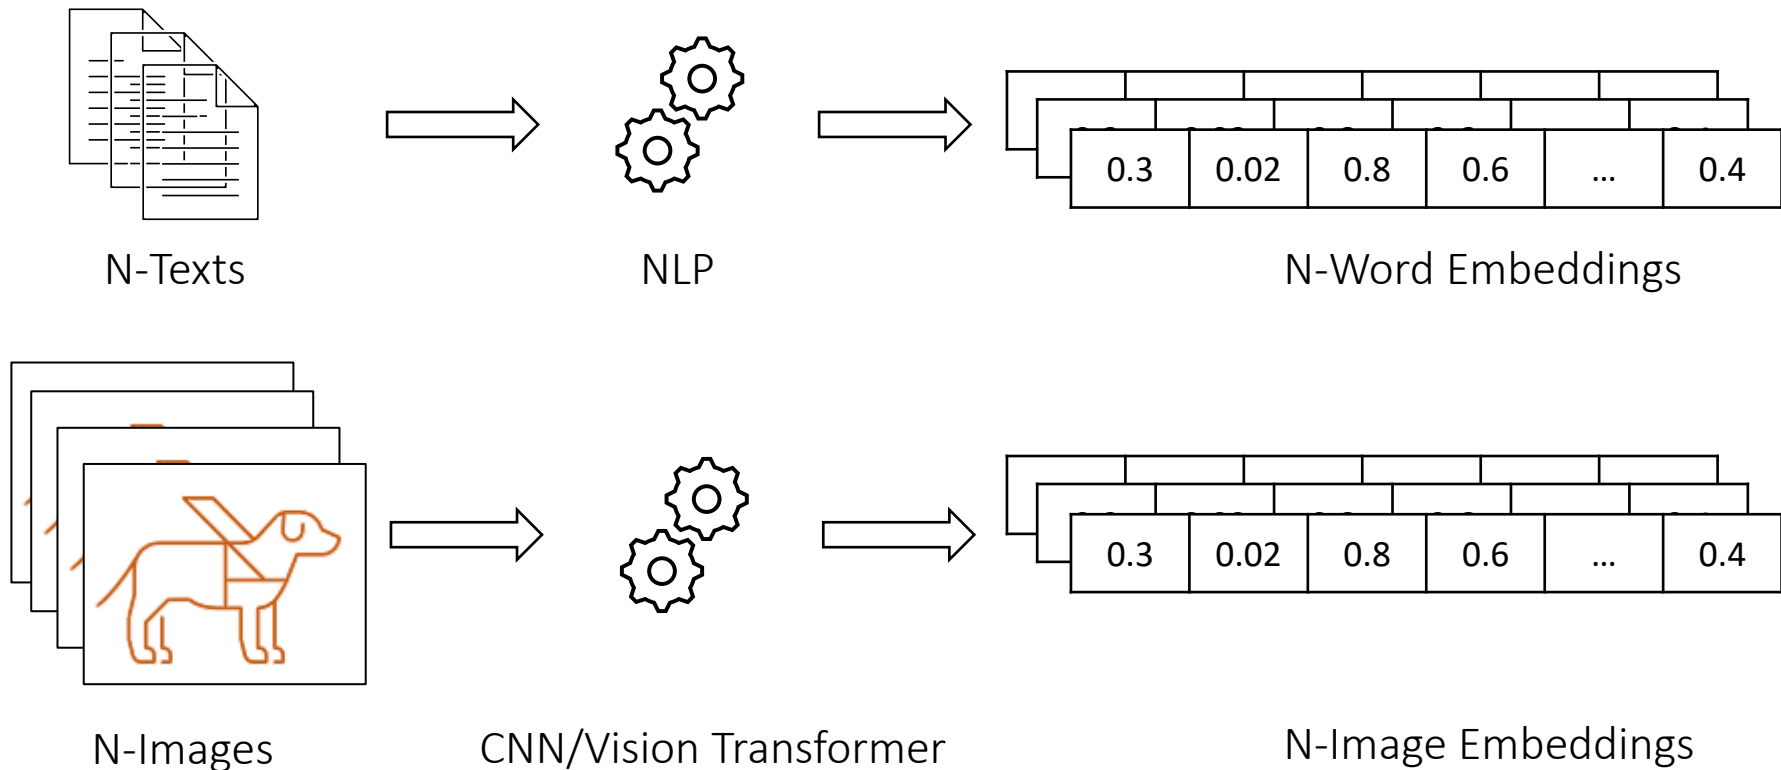 0.3 0.02 0.8 0.6 ... 0.4
N-Texts NLP N-Word Embeddings
0.3 0.02 0.8 0.6 ... 0.4
N-Images CNN/Vision Transformer N-Image Embeddings